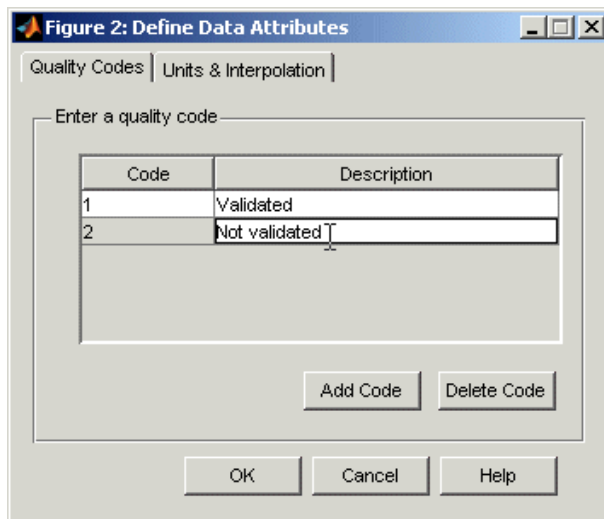 Figure 2: Define Data Attributes
Quality Codes Units & Interpolation
Enter a quality code
Code Description
1 Validated
2 Not validated
Add Code Delete Code
OK Cancel Help